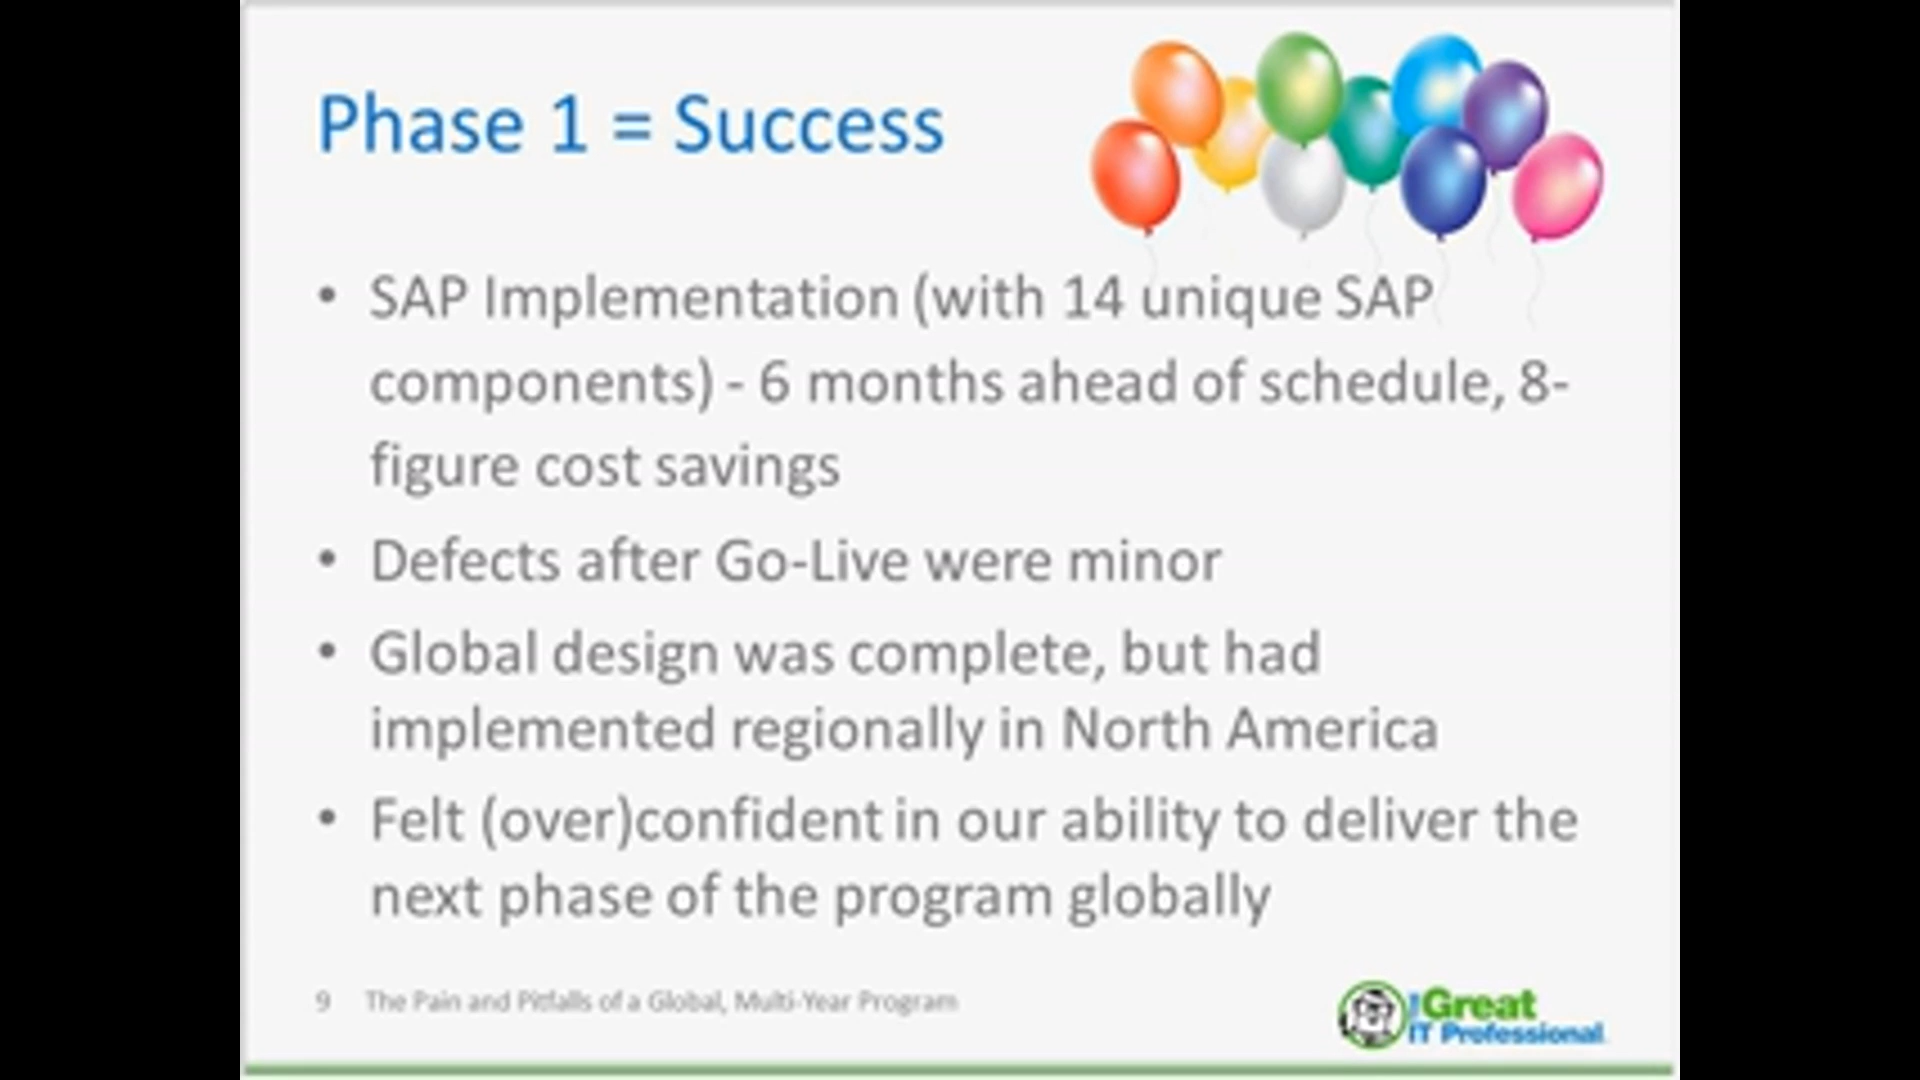 Phase 1 = Success
• SAP Implementation (with 14 unique SAP
components) - 6 months ahead of schedule, 8-
figure cost savings
• Defects after Go-Live were minor
• Global design was complete, but had
implemented regionally in North America
• Felt (over)confident in our ability to deliver the
next phase of the program globally
9 The Pain and Pitfalls of a Global, Multi-Year Program
The Great
IT Professional